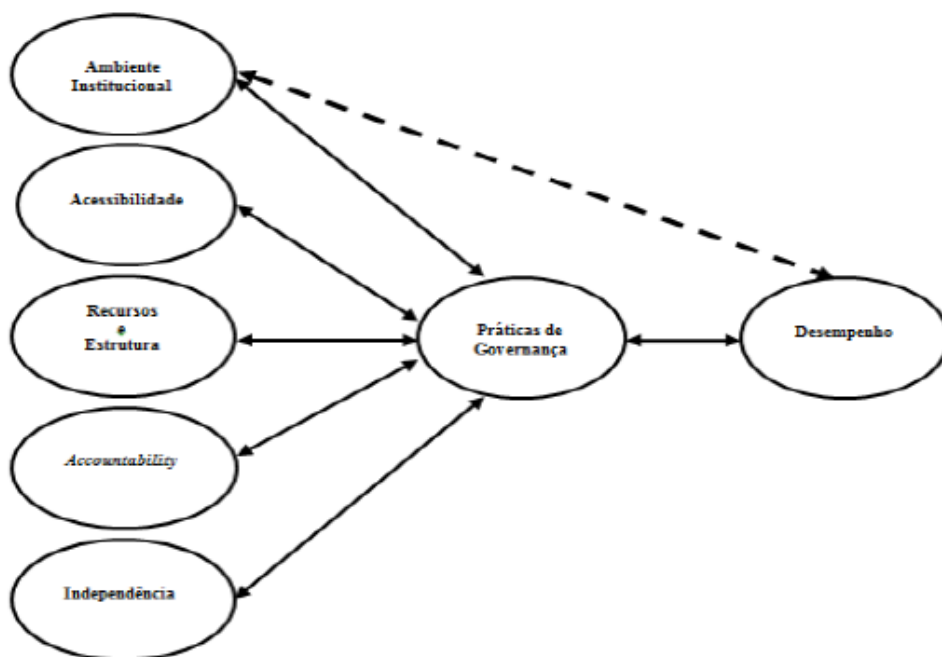 Ambiente
Institucional
Acessibilidade
Recursos
e
Estrutura
Accountability
Independência
Práticas de
Governança
Desempenho